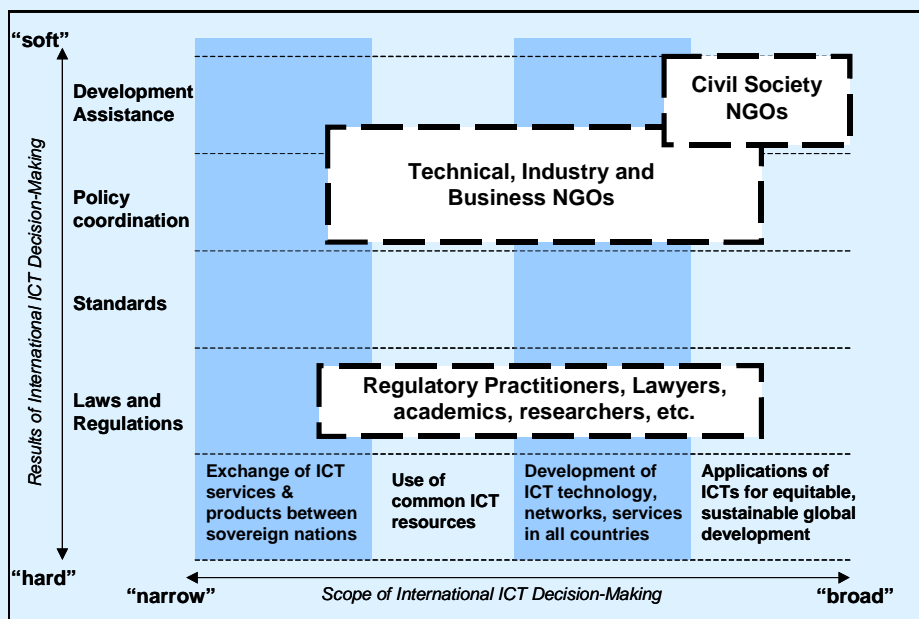 “soft”
Development
Assistance
Civil Society
NGOs
Technical, Industry and
Business NGOs
Policy
coordination
Standards
Laws and
Regulations
Regulatory Practitioners, Lawyers,
academics, researchers, etc.
Results of International ICT Decision-Making
Exchange of ICT
services &
products between
sovereign nations
Use of
common ICT
resources
Development of
ICT technology,
networks, services
in all countries
Applications of
ICTs for equitable,
sustainable global
development
“hard”
“narrow”
Scope of International ICT Decision-Making
“broad”